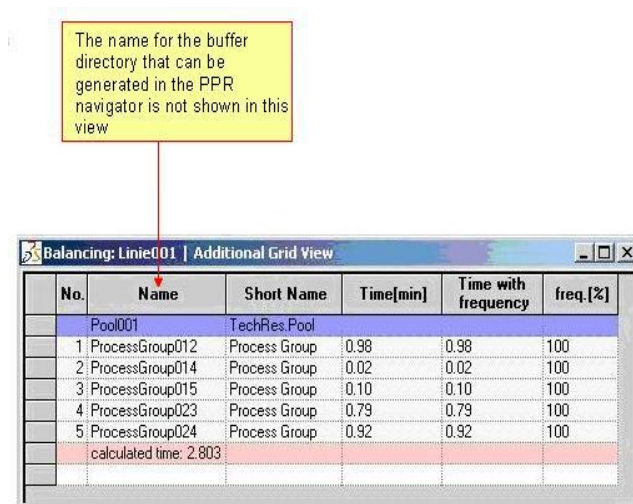 The name for the buffer
directory that can be
generated in the PPR
navigator is not shown in this
view
Balancing: Linie001 | Additional Grid View
No. Name Short Name Time[min] Time with frequency freq.[%]
Pool001 TechRes.Pool
1 ProcessGroup012 Process Group 0.98 0.98 100
2 ProcessGroup014 Process Group 0.02 0.02 100
3 ProcessGroup015 Process Group 0.10 0.10 100
4 ProcessGroup023 Process Group 0.79 0.79 100
5 ProcessGroup024 Process Group 0.92 0.92 100
calculated time: 2.803